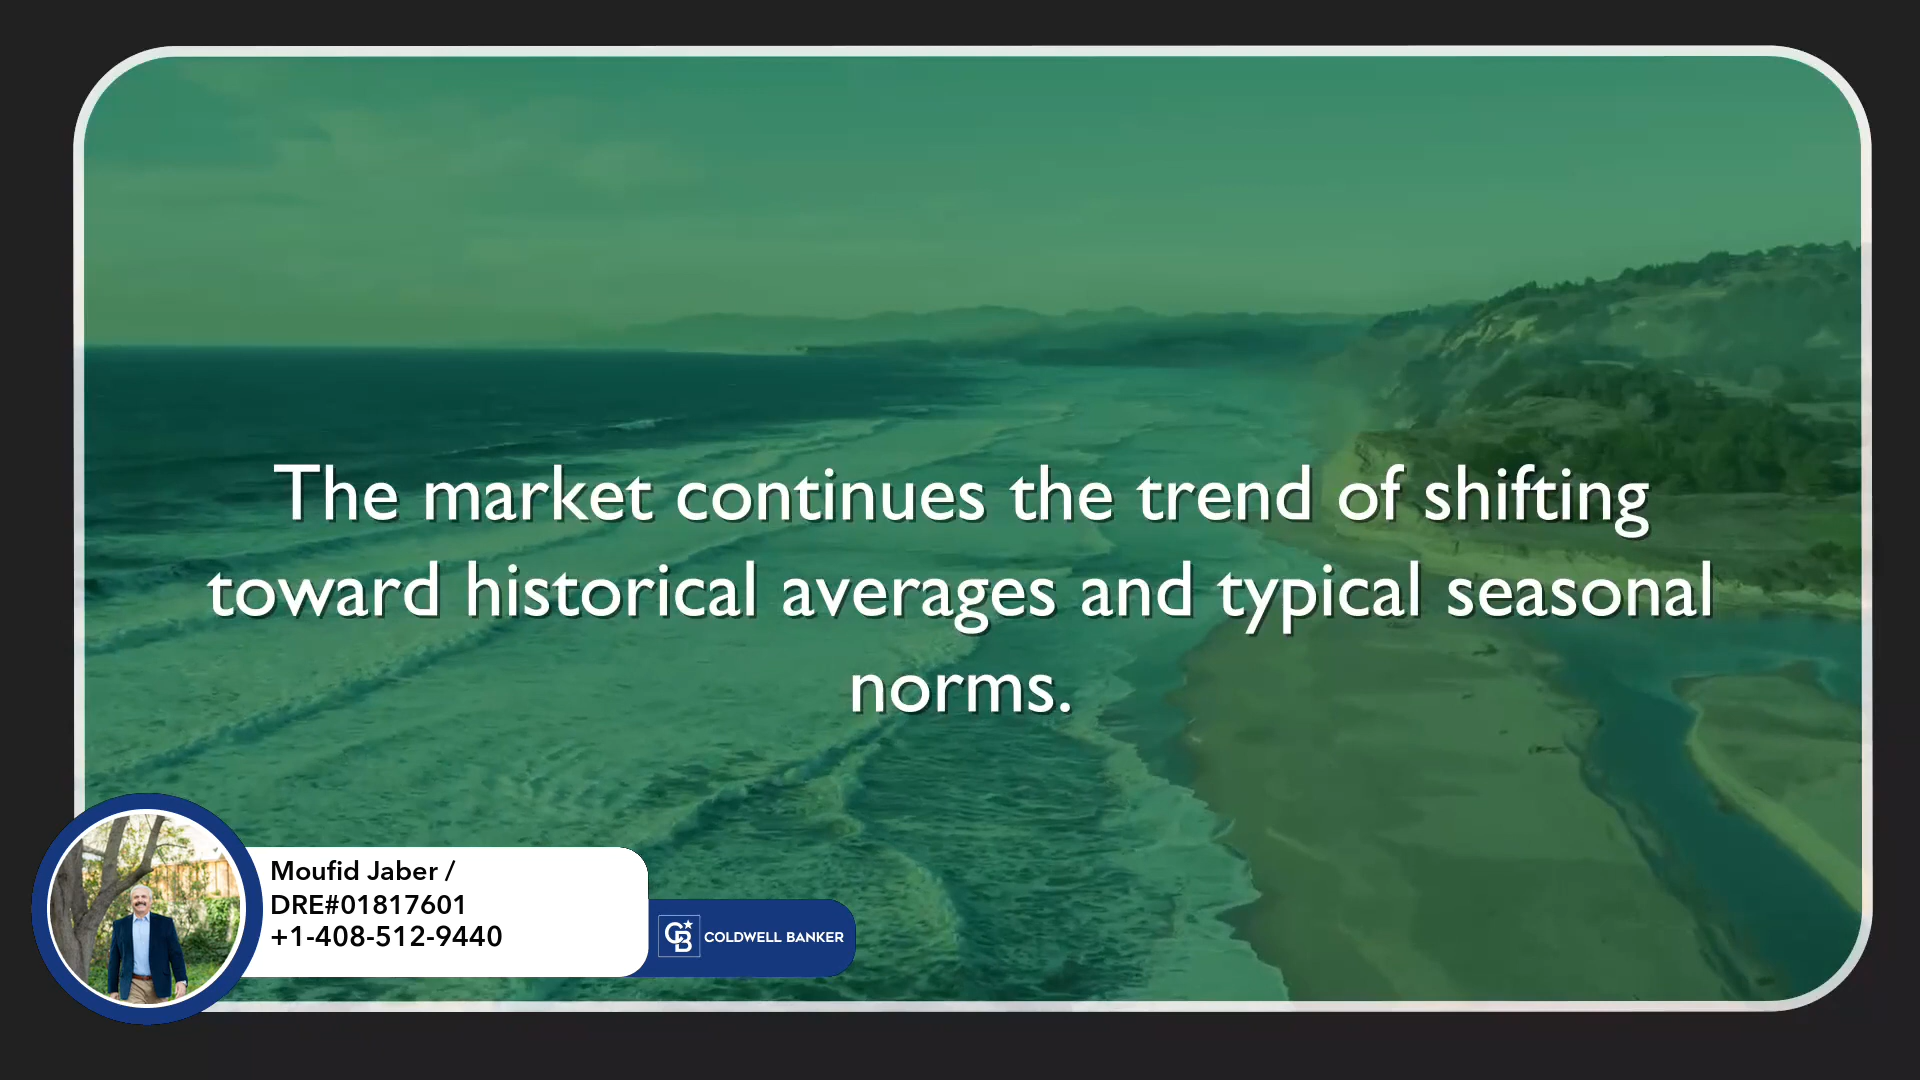 The market continues the trend of shifting
toward historical averages and typical seasonal
norms.
Moufid Jaber /
DRE#01817601
+1-408-512-9440
CB COLDWELL BANKER